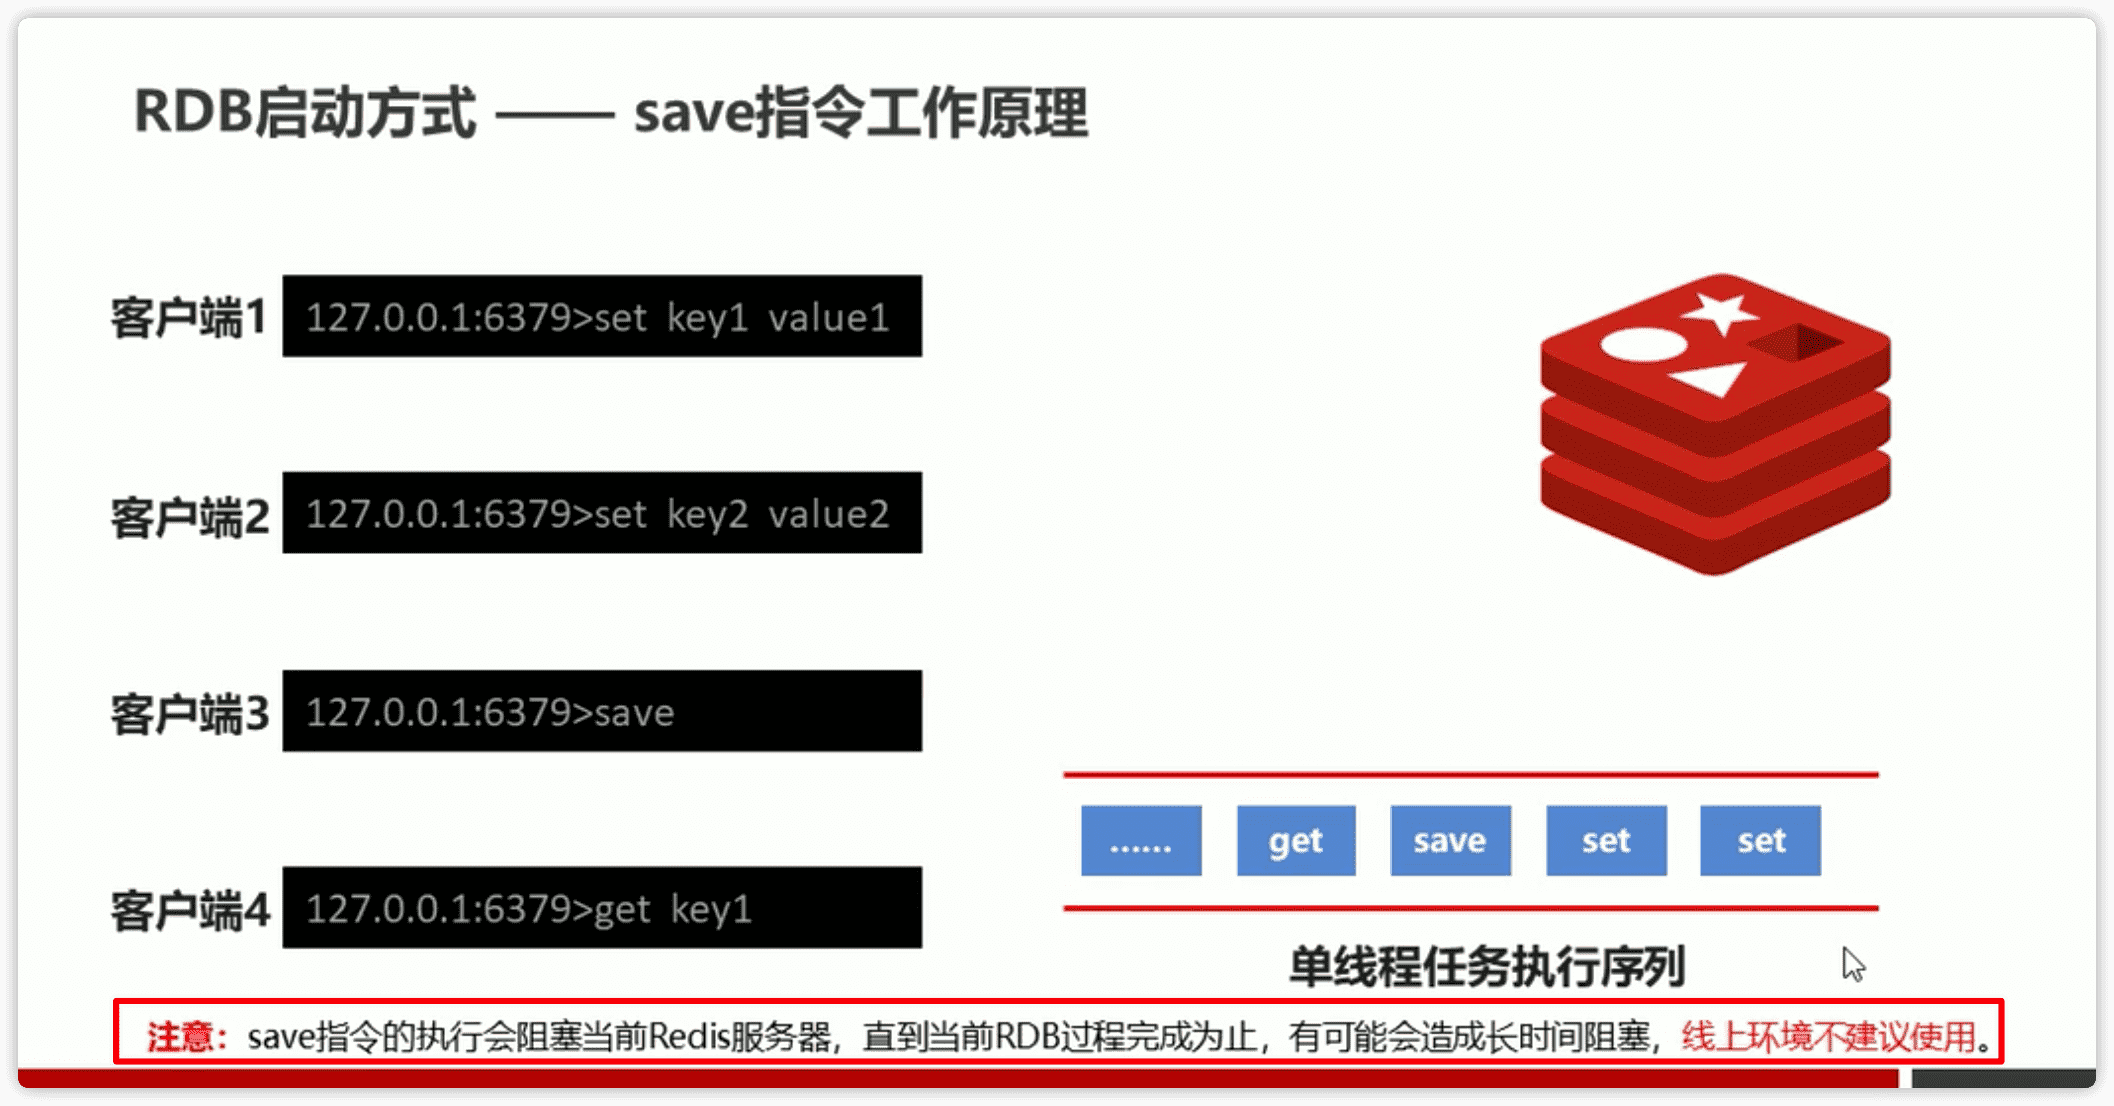 RDB启动方式 —— save指令工作原理
客户端1 127.0.0.1:6379>set key1 value1
客户端2 127.0.0.1:6379>set key2 value2
客户端3 127.0.0.1:6379>save
客户端4 127.0.0.1:6379>get key1
...... get save set set
单线程任务执行序列
注意：save指令的执行会阻塞当前Redis服务器，直到当前RDB过程完成为止，有可能会造成长时间阻塞，线上环境不建议使用。